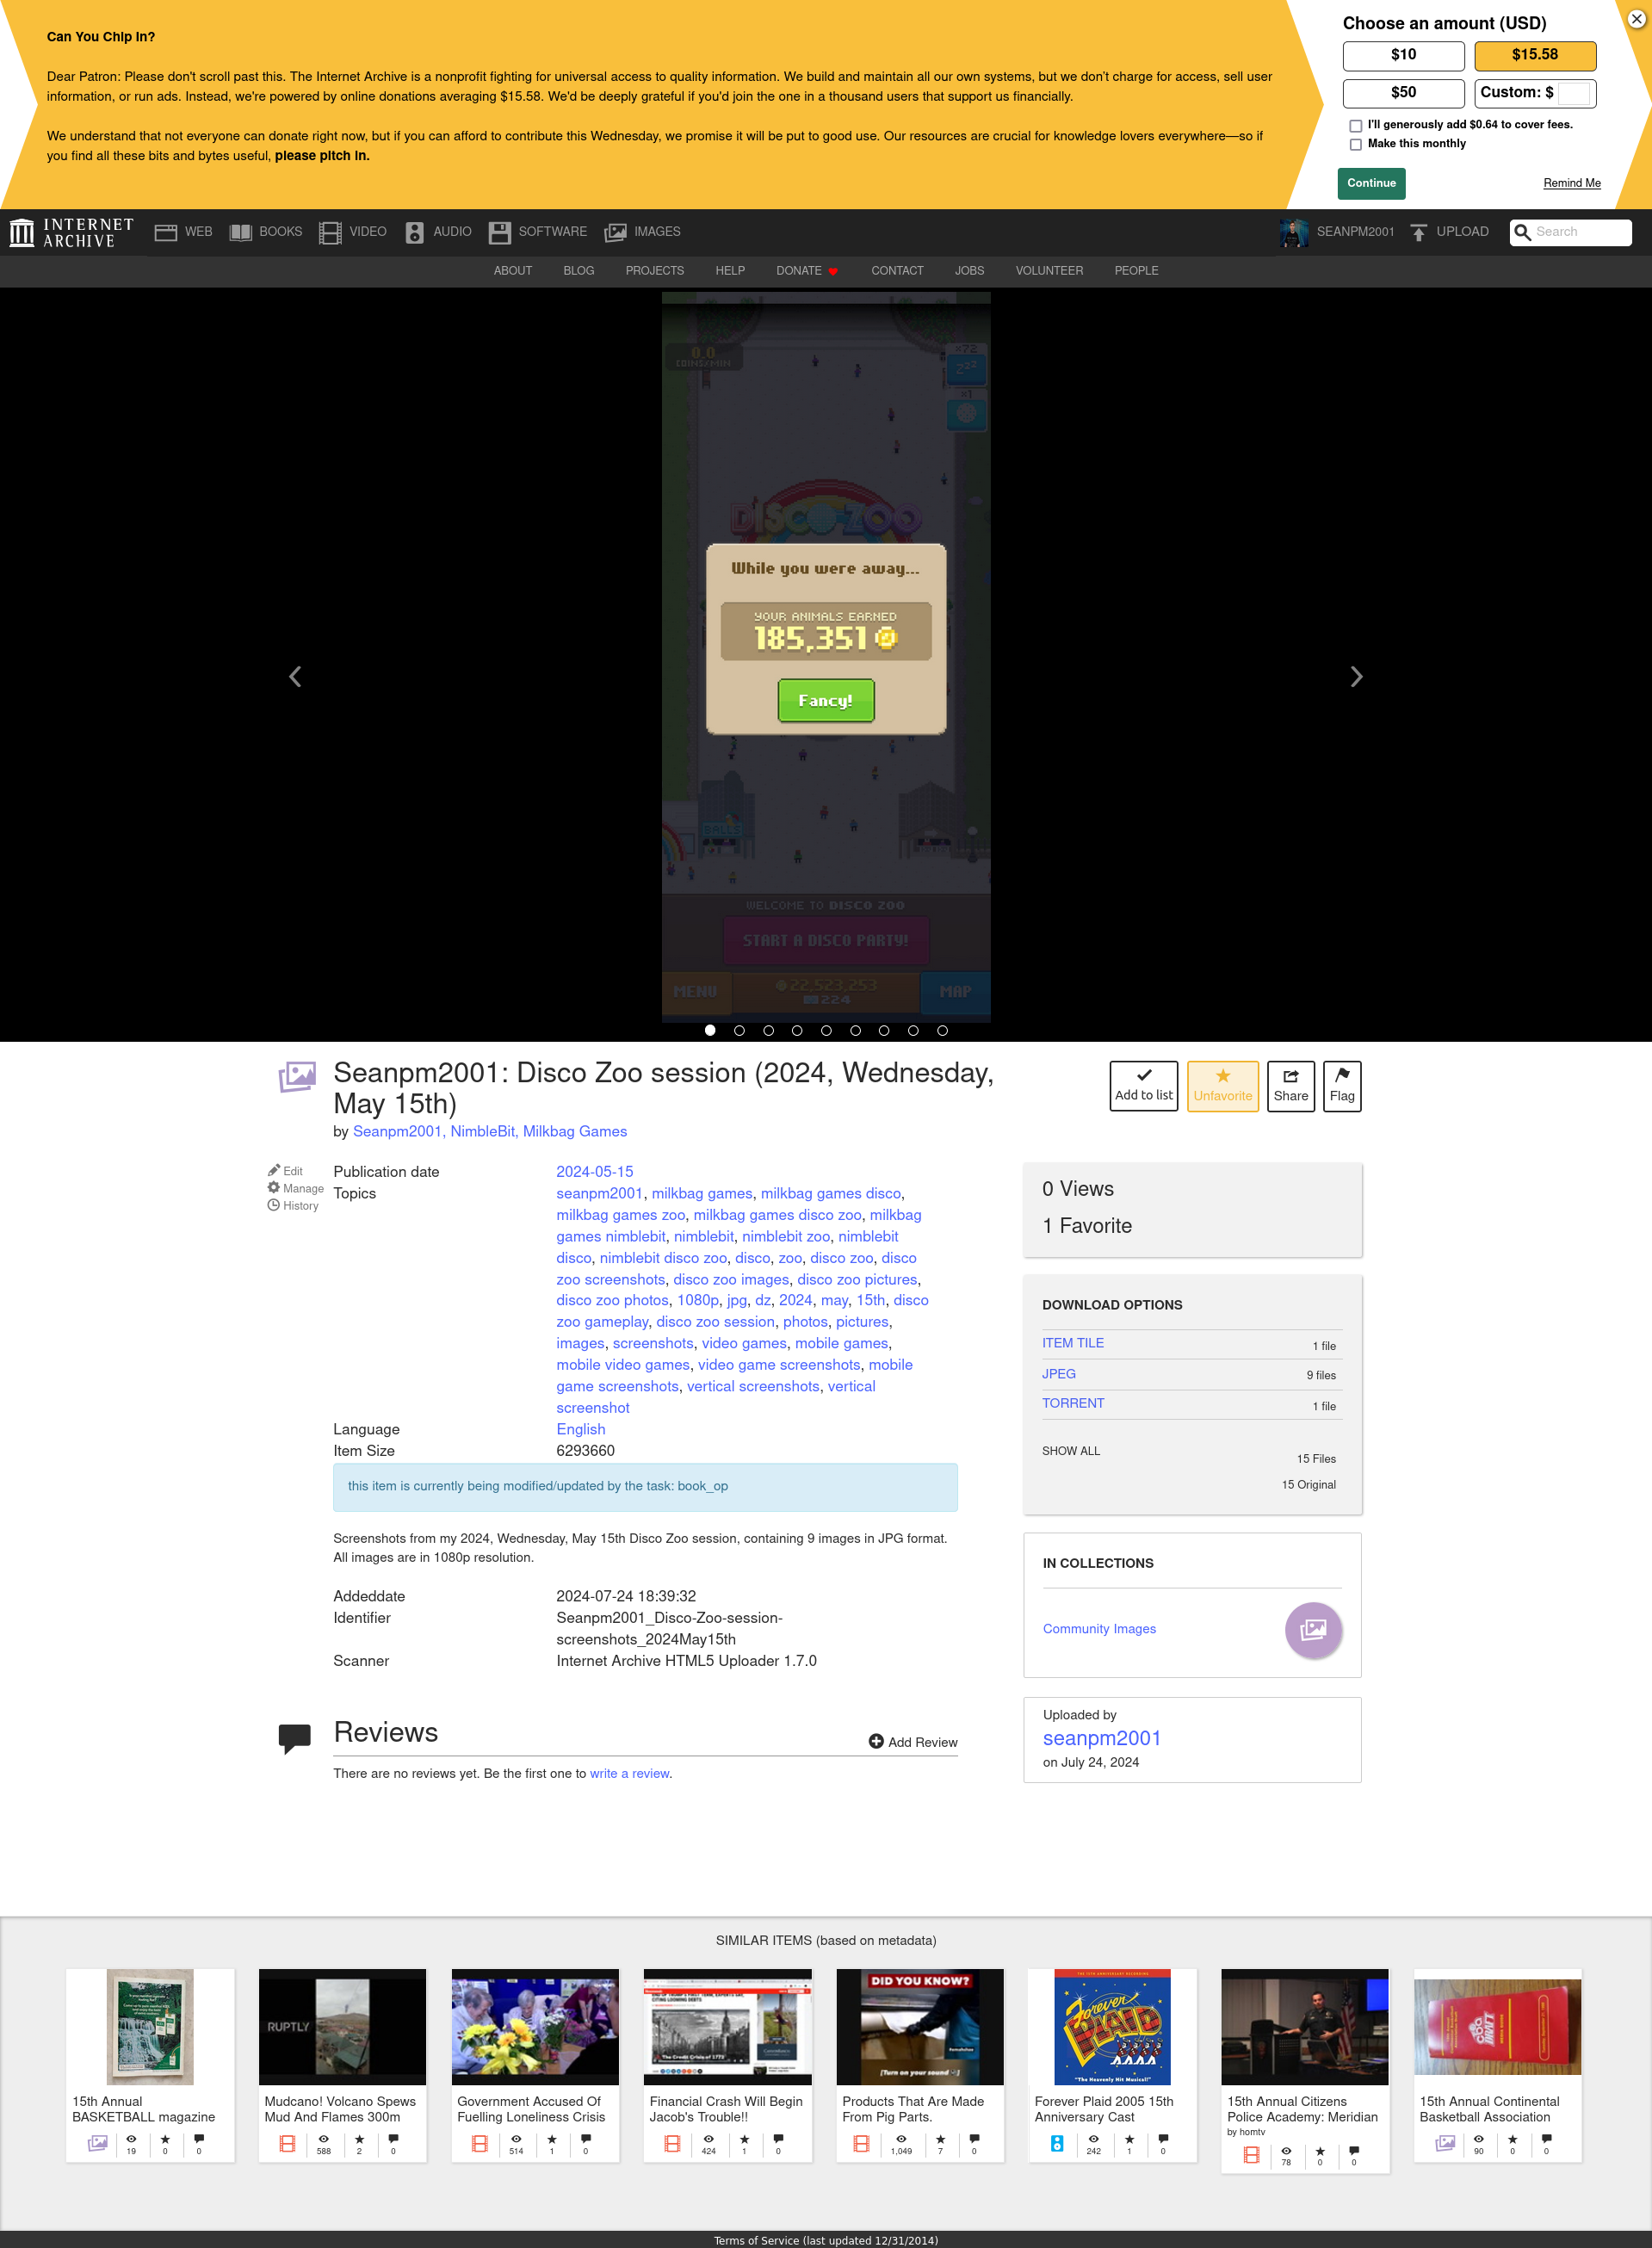 Can You Chip In?
Dear Patron: Please don't scroll past this. The Internet Archive is a nonprofit fighting for universal access to quality information. We build and maintain all our own systems, but we don't charge for access, sell user
information, or run ads. Instead, we're powered by online donations averaging $15.58. We'd be deeply grateful if you'd join the one in a thousand users that support us financially.
We understand that not everyone can donate right now, but if you can afford to contribute this Wednesday, we promise it will be put to good use. Our resources are crucial for knowledge lovers everywhere—so if
you find all these bits and bytes useful, please pitch in.
Choose an amount (USD)
$10
$15.58
$50
Custom: $
I'll generously add $0.64 to cover fees.
Make this monthly
Continue
Remind Me
INTERNET ARCHIVE
WEB BOOKS VIDEO AUDIO SOFTWARE IMAGES SEANPM2001 UPLOAD Search
ABOUT BLOG PROJECTS HELP DONATE CONTACT JOBS VOLUNTEER PEOPLE
0.0
COINS/MIN
x72
Zzz
x1
DISCO ZOO
While you were away...
YOUR ANIMALS EARNED
185,351
Fancy!
BALLS
WELCOME TO DISCO ZOO
START A DISCO PARTY!
MENU
22,523,253
224
MAP
Seanpm2001: Disco Zoo session (2024, Wednesday,
May 15th)
by Seanpm2001, NimbleBit, Milkbag Games
Add to list
Unfavorite
Share
Flag
Edit
Manage
History
Publication date 2024-05-15
Topics seanpm2001, milkbag games, milkbag games disco,
milkbag games zoo, milkbag games disco zoo, milkbag
games nimblebit, nimblebit, nimblebit zoo, nimblebit
disco, nimblebit disco zoo, disco, zoo, disco zoo, disco
zoo screenshots, disco zoo images, disco zoo pictures,
disco zoo photos, 1080p, jpg, dz, 2024, may, 15th, disco
zoo gameplay, disco zoo session, photos, pictures,
images, screenshots, video games, mobile games,
mobile video games, video game screenshots, mobile
game screenshots, vertical screenshots, vertical
screenshot
Language English
Item Size 6293660
this item is currently being modified/updated by the task: book_op
Screenshots from my 2024, Wednesday, May 15th Disco Zoo session, containing 9 images in JPG format.
All images are in 1080p resolution.
Addeddate 2024-07-24 18:39:32
Identifier Seanpm2001_Disco-Zoo-session-
screenshots_2024May15th
Scanner Internet Archive HTML5 Uploader 1.7.0
Reviews
Add Review
There are no reviews yet. Be the first one to write a review.
0 Views
1 Favorite
DOWNLOAD OPTIONS
ITEM TILE 1 file
JPEG 9 files
TORRENT 1 file
SHOW ALL 15 Files
15 Original
IN COLLECTIONS
Community Images
Uploaded by
seanpm2001
on July 24, 2024
SIMILAR ITEMS (based on metadata)
RUPTLY
The Credit Crisis of 1772
DID YOU KNOW?
[Turn on your sound
Forever PLAID
"The Heavenly Hit Musical!"
15th Annual
BASKETBALL magazine
19 0 0
Mudcano! Volcano Spews
Mud And Flames 300m
588 2 0
Government Accused Of
Fuelling Loneliness Crisis
514 1 0
Financial Crash Will Begin
Jacob's Trouble!!
424 1 0
Products That Are Made
From Pig Parts.
1,049 7 0
Forever Plaid 2005 15th
Anniversary Cast
242 1 0
15th Annual Citizens
Police Academy: Meridian
by homtv
78 0 0
15th Annual Continental
Basketball Association
90 0 0
Terms of Service (last updated 12/31/2014)